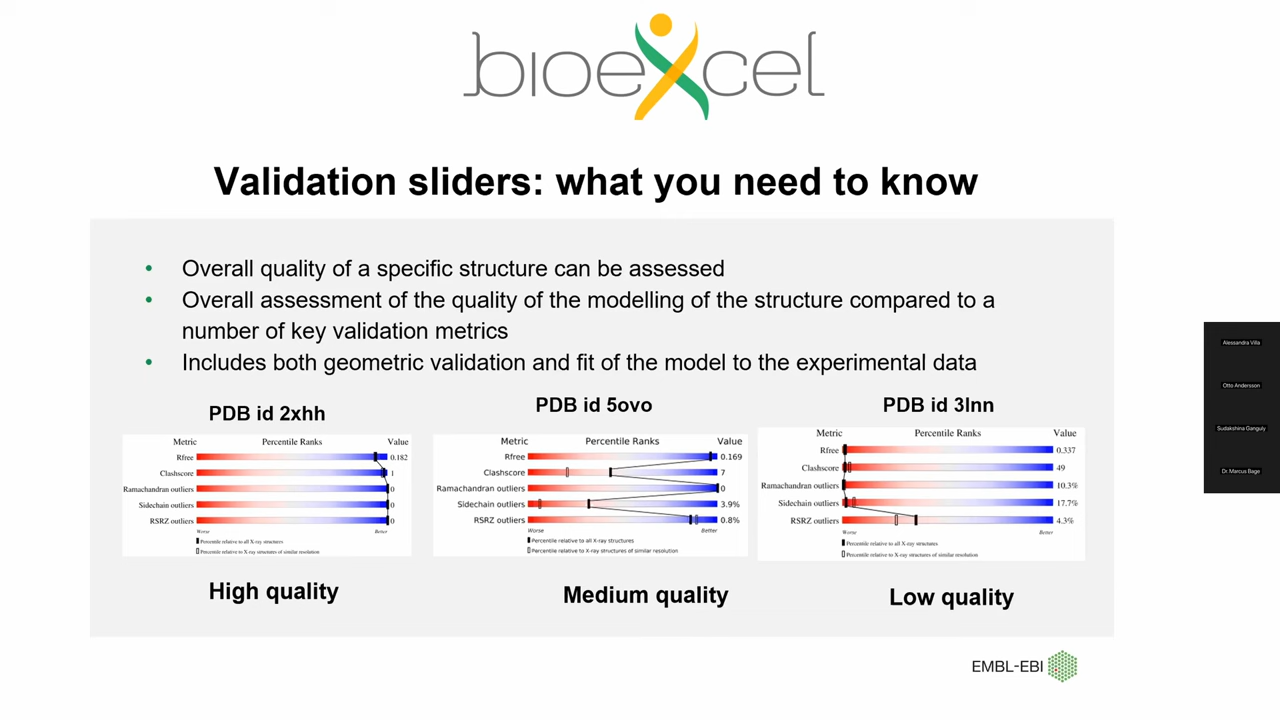 bioexcel
Validation sliders: what you need to know
• Overall quality of a specific structure can be assessed
• Overall assessment of the quality of the modelling of the structure compared to a
number of key validation metrics
• Includes both geometric validation and fit of the model to the experimental data
PDB id 2xhh
Metric Percentile Ranks Value
Rfree 0.182
Clashscore 1
Ramachandran outliers 0
Sidechain outliers 0
RSRZ outliers 0
Worse Better
Percentile relative to all X-ray structures
Percentile relative to X-ray structures of similar resolution
High quality
PDB id 5ovo
Metric Percentile Ranks Value
Rfree 0.169
Clashscore 7
Ramachandran outliers 0
Sidechain outliers 3.9%
RSRZ outliers 0.8%
Worse Better
Percentile relative to all X-ray structures
Percentile relative to X-ray structures of similar resolution
Medium quality
PDB id 3lnn
Metric Percentile Ranks Value
Rfree 0.337
Clashscore 49
Ramachandran outliers 10.3%
Sidechain outliers 17.7%
RSRZ outliers 4.3%
Worse Better
Percentile relative to all X-ray structures
Percentile relative to X-ray structures of similar resolution
Low quality
Alessandra Villa
Otto Andersson
Sudakshina Ganguly
Dr. Marcus Bage
EMBL-EBI